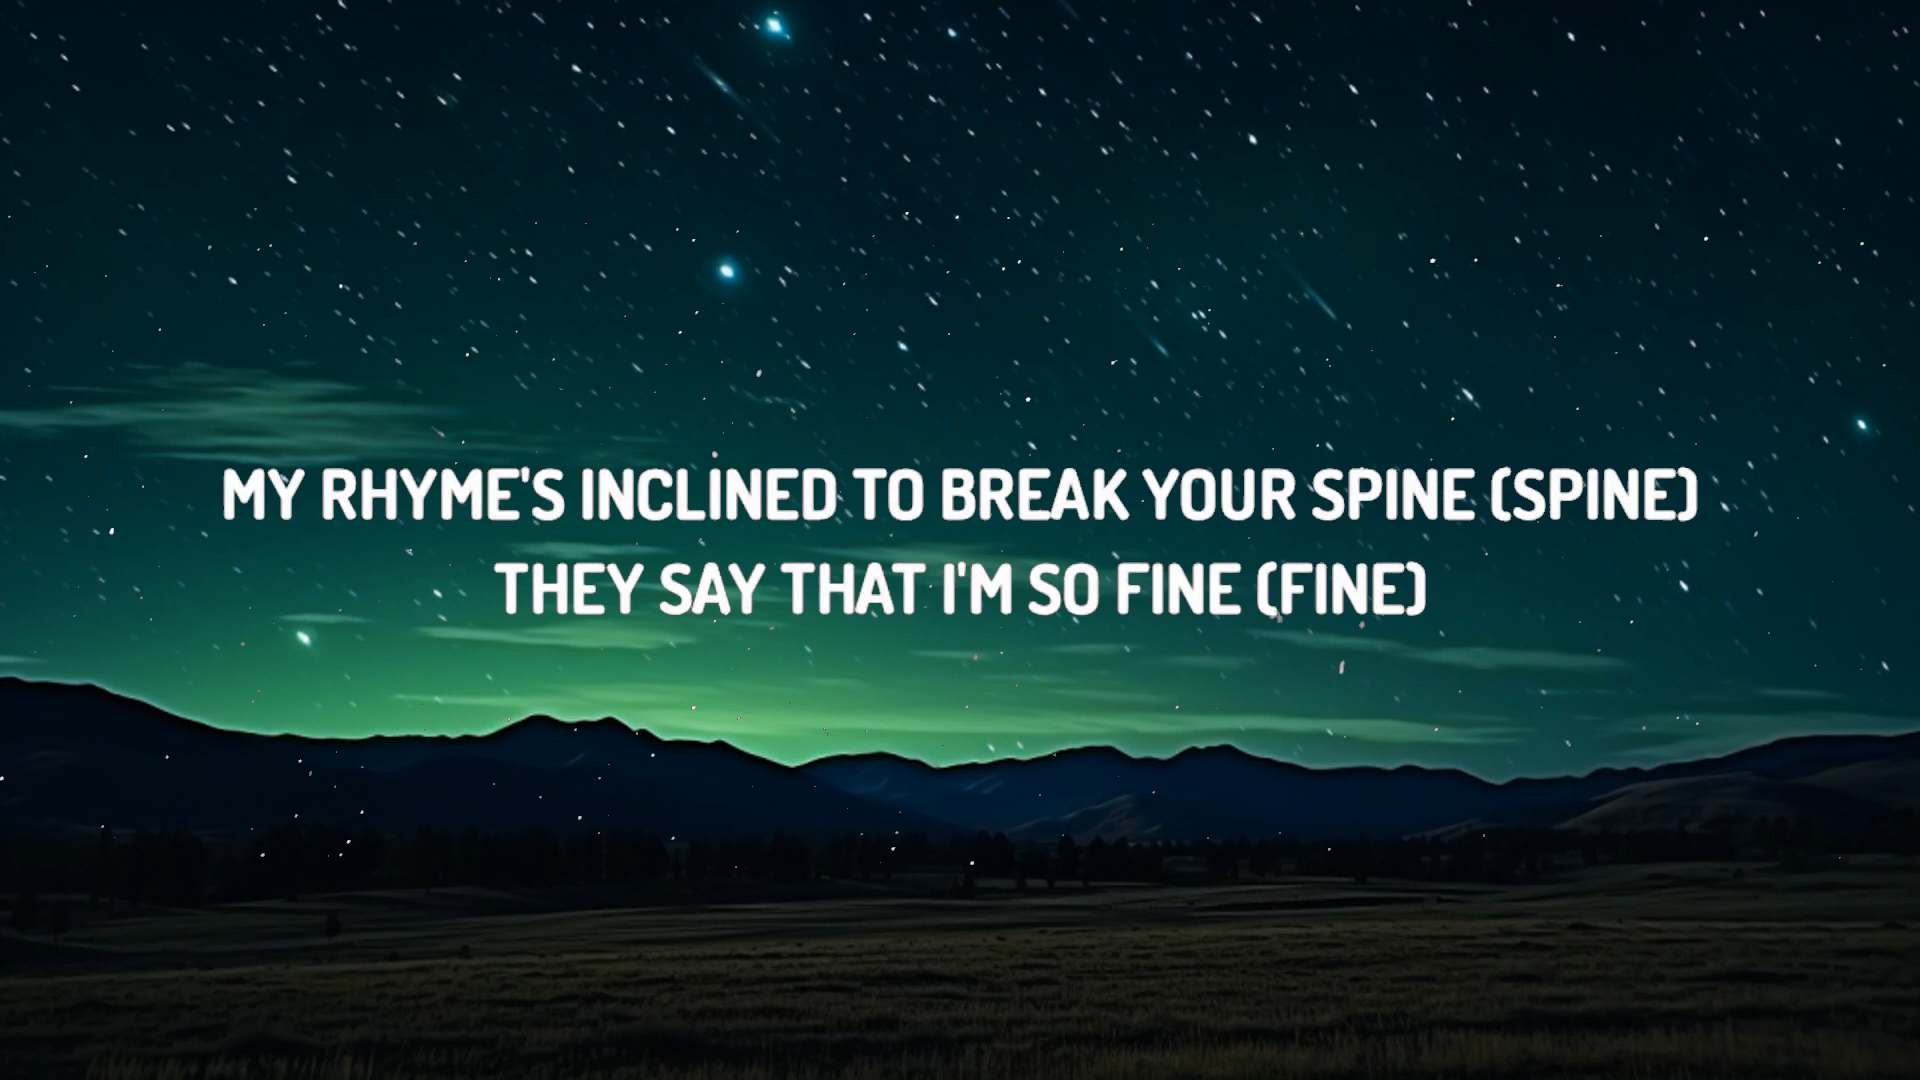 MY RHYME'S INCLINED TO BREAK YOUR SPINE (SPINE)
THEY SAY THAT I'M SO FINE (FINE)